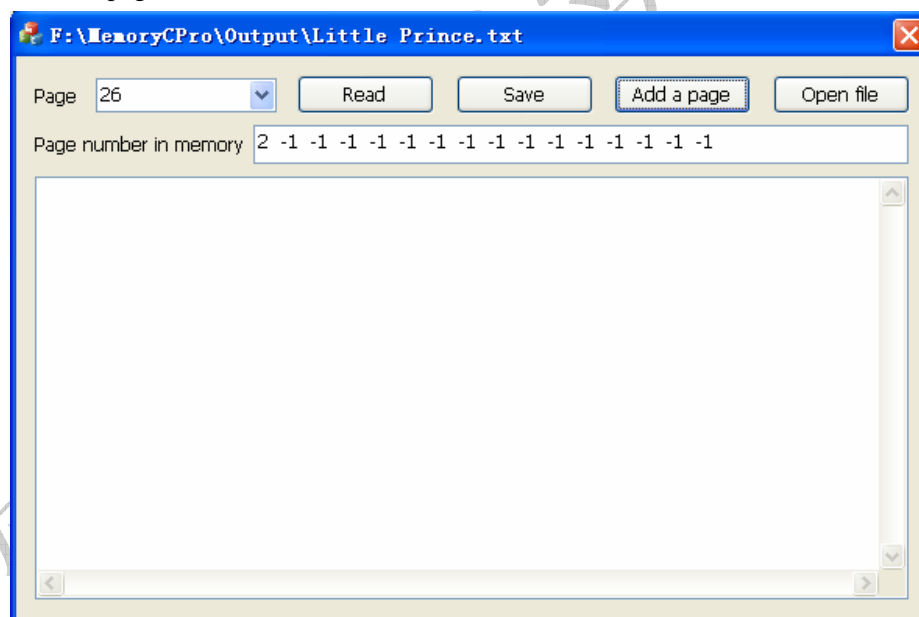 F:\MemoryCPro\Output\Little Prince.txt
Page 26 Read Save Add a page Open file
Page number in memory 2 -1 -1 -1 -1 -1 -1 -1 -1 -1 -1 -1 -1 -1 -1 -1